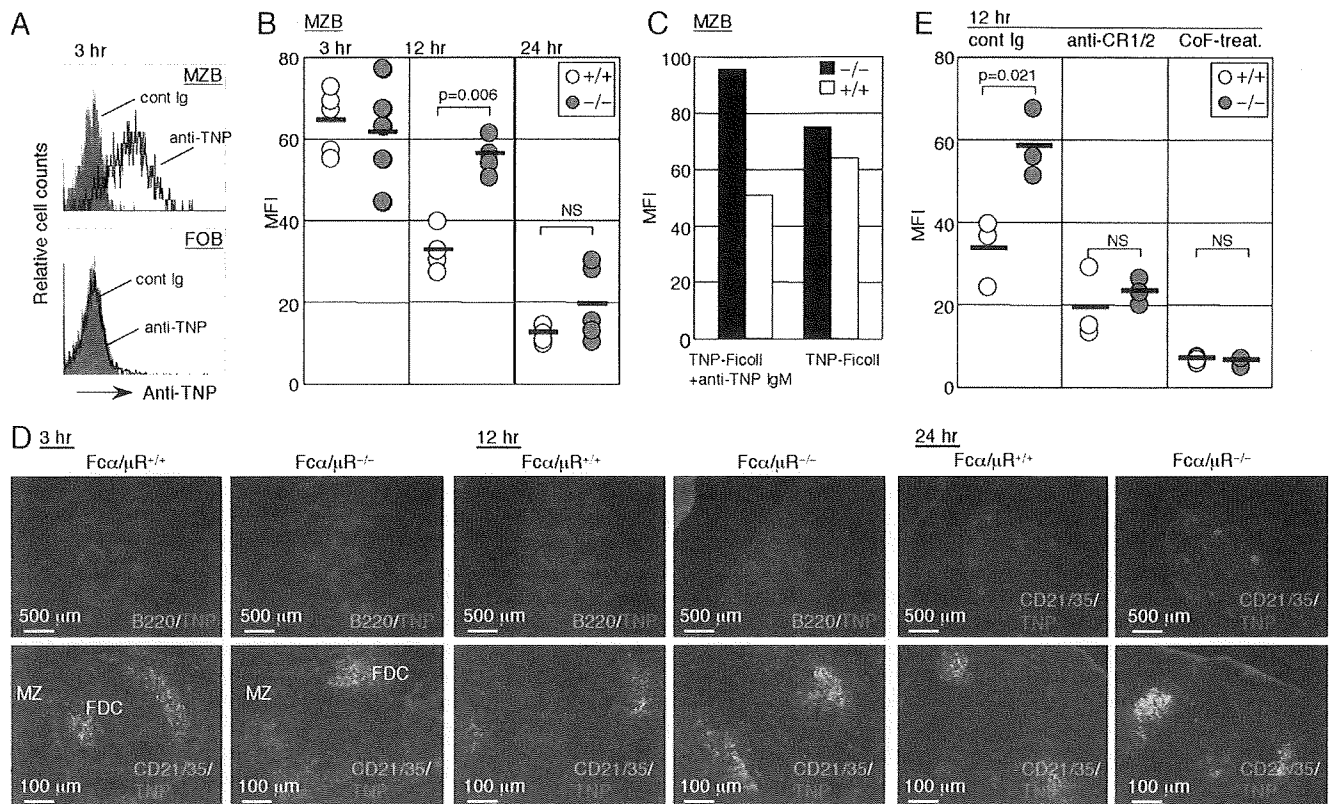 A
3 hr
MZB
cont Ig
anti-TNP
FOB
cont Ig
anti-TNP
Relative cell counts
Anti-TNP
B
MZB
3 hr 12 hr 24 hr
+/+
−/−
p=0.006
NS
MFI
80
60
40
20
0
C
MZB
−/−
+/+
MFI
100
80
60
40
20
0
TNP-Ficoll
+anti-TNP IgM
TNP-Ficoll
E
12 hr
cont Ig anti-CR1/2 CoF-treat.
+/+
−/−
p=0.021
NS
NS
MFI
80
60
40
20
0
D
3 hr 12 hr 24 hr
Fcα/μR+/+ Fcα/μR−/− Fcα/μR+/+ Fcα/μR−/− Fcα/μR+/+ Fcα/μR−/−
500 μm B220/TNP
500 μm B220/TNP
500 μm B220/TNP
500 μm B220/TNP
500 μm CD21/35/
TNP
500 μm CD21/35/
TNP
MZ
FDC
100 μm CD21/35/
TNP
MZ
FDC
100 μm CD21/35/
TNP
100 μm CD21/35/
TNP
100 μm CD21/35/
TNP
100 μm CD21/35/
TNP
100 μm CD21/35/
TNP